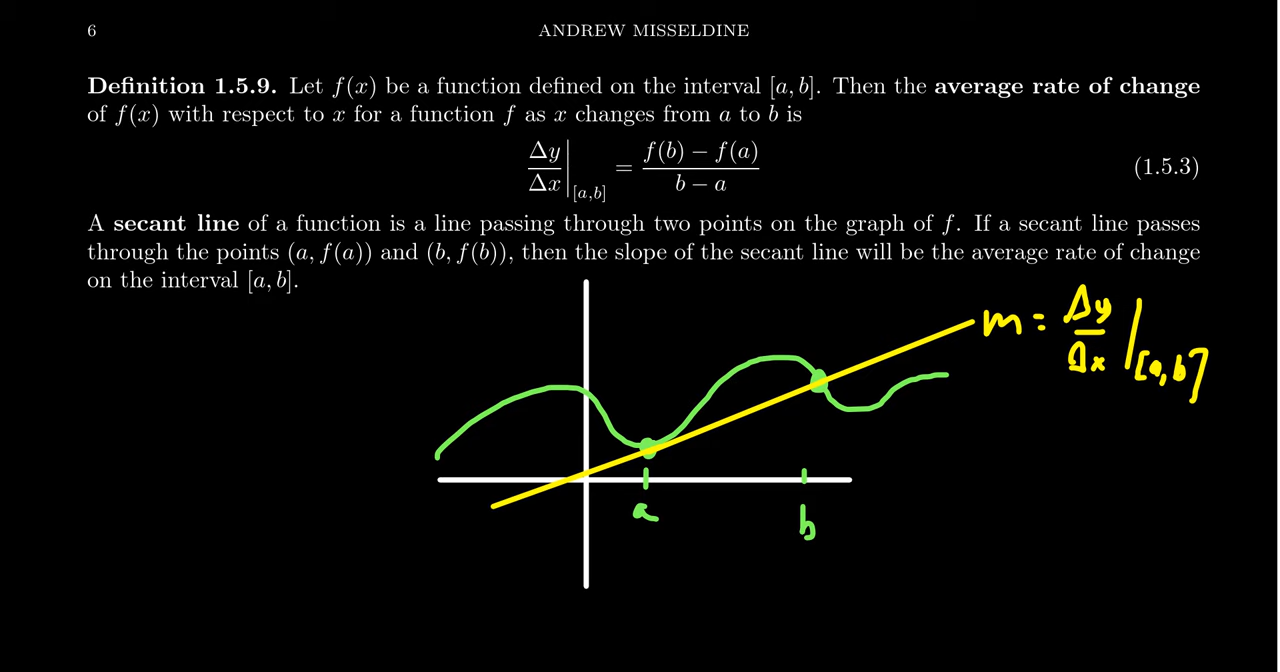 6 ANDREW MISSELDINE
Definition 1.5.9. Let f(x) be a function defined on the interval [a, b]. Then the average rate of change
of f(x) with respect to x for a function f as x changes from a to b is
Δy/Δx|[a,b] = f(b) − f(a)/b − a (1.5.3)
A secant line of a function is a line passing through two points on the graph of f. If a secant line passes
through the points (a, f(a)) and (b, f(b)), then the slope of the secant line will be the average rate of change
on the interval [a, b].
m = Δy/Δx|[a,b]
a b